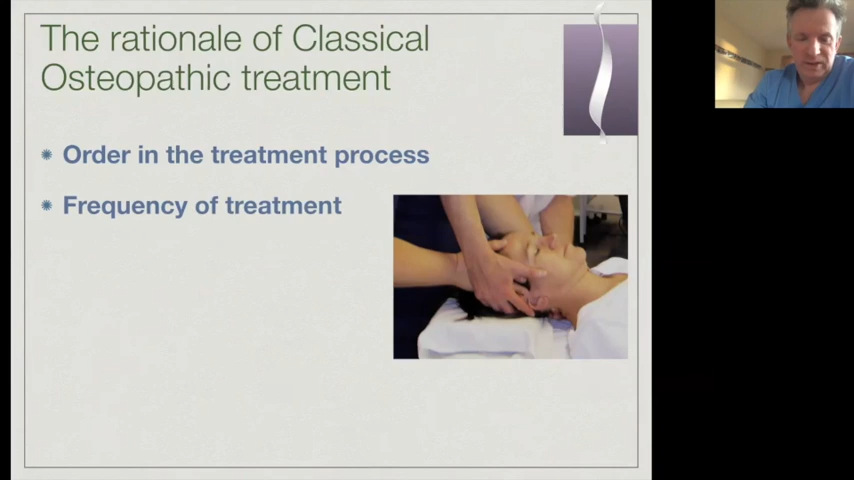 The rationale of Classical
Osteopathic treatment
Order in the treatment process
Frequency of treatment